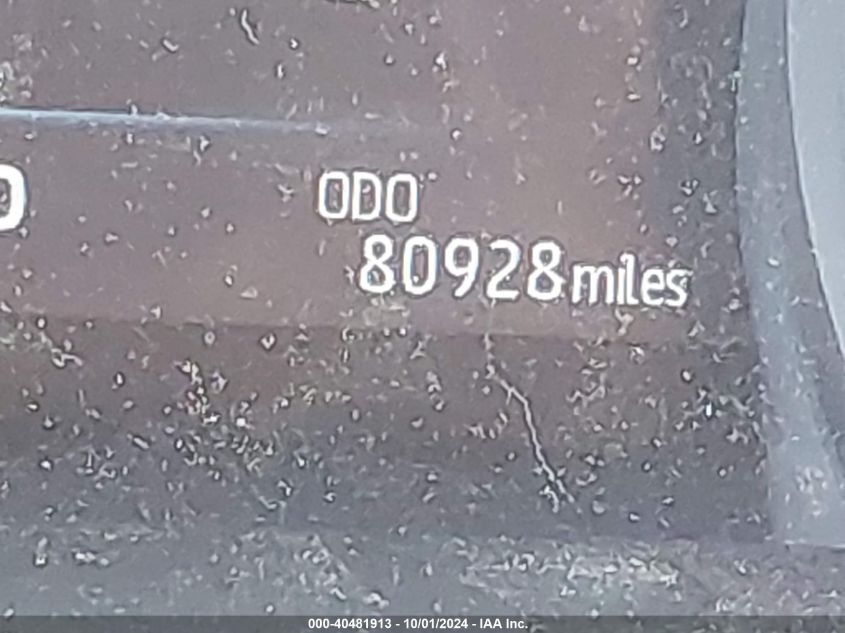 ODO
80928miles
000-40481913 - 10/01/2024 - IAA Inc.